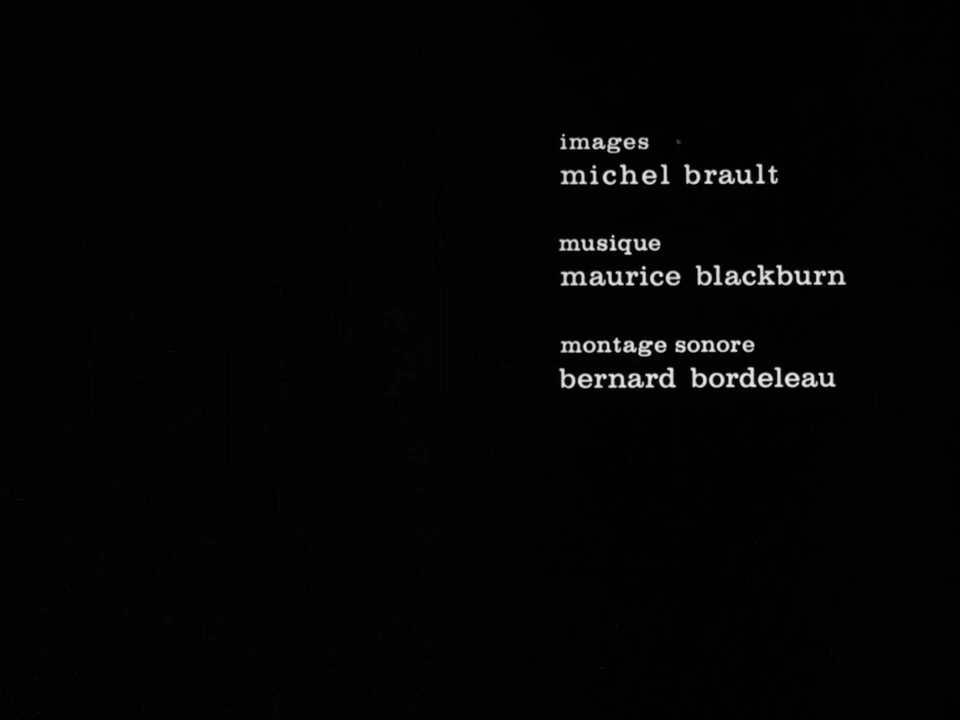 images
michel brault
musique
maurice blackburn
montage sonore
bernard bordeleau